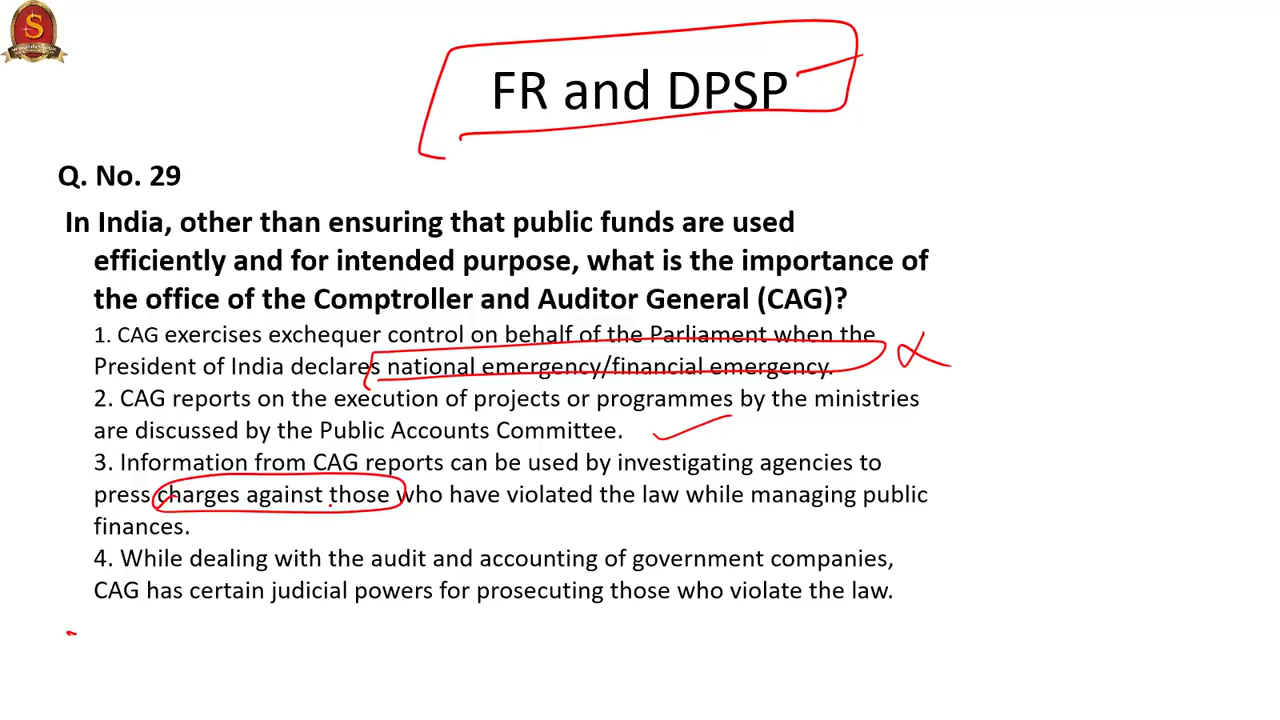 S
FR and DPSP
Q. No. 29
In India, other than ensuring that public funds are used
efficiently and for intended purpose, what is the importance of
the office of the Comptroller and Auditor General (CAG)?
1. CAG exercises exchequer control on behalf of the Parliament when the
President of India declares national emergency/financial emergency.
2. CAG reports on the execution of projects or programmes by the ministries
are discussed by the Public Accounts Committee.
3. Information from CAG reports can be used by investigating agencies to
press charges against those who have violated the law while managing public
finances.
4. While dealing with the audit and accounting of government companies,
CAG has certain judicial powers for prosecuting those who violate the law.